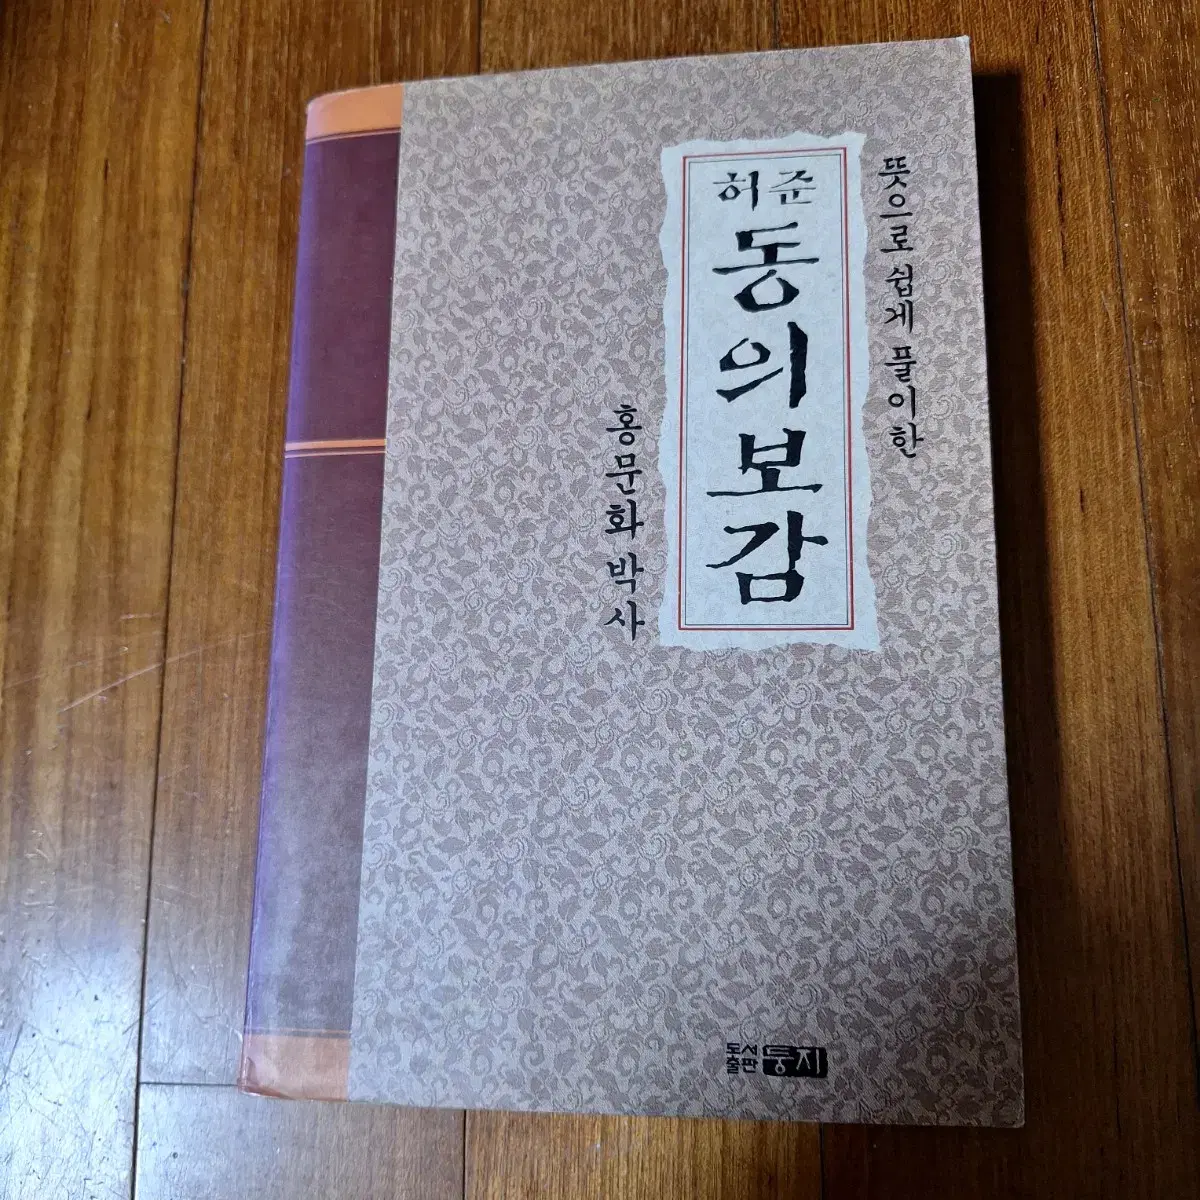 뜻으로 쉽게 풀이한
허준
동의보감
홍문화박사
도서출판 둥지